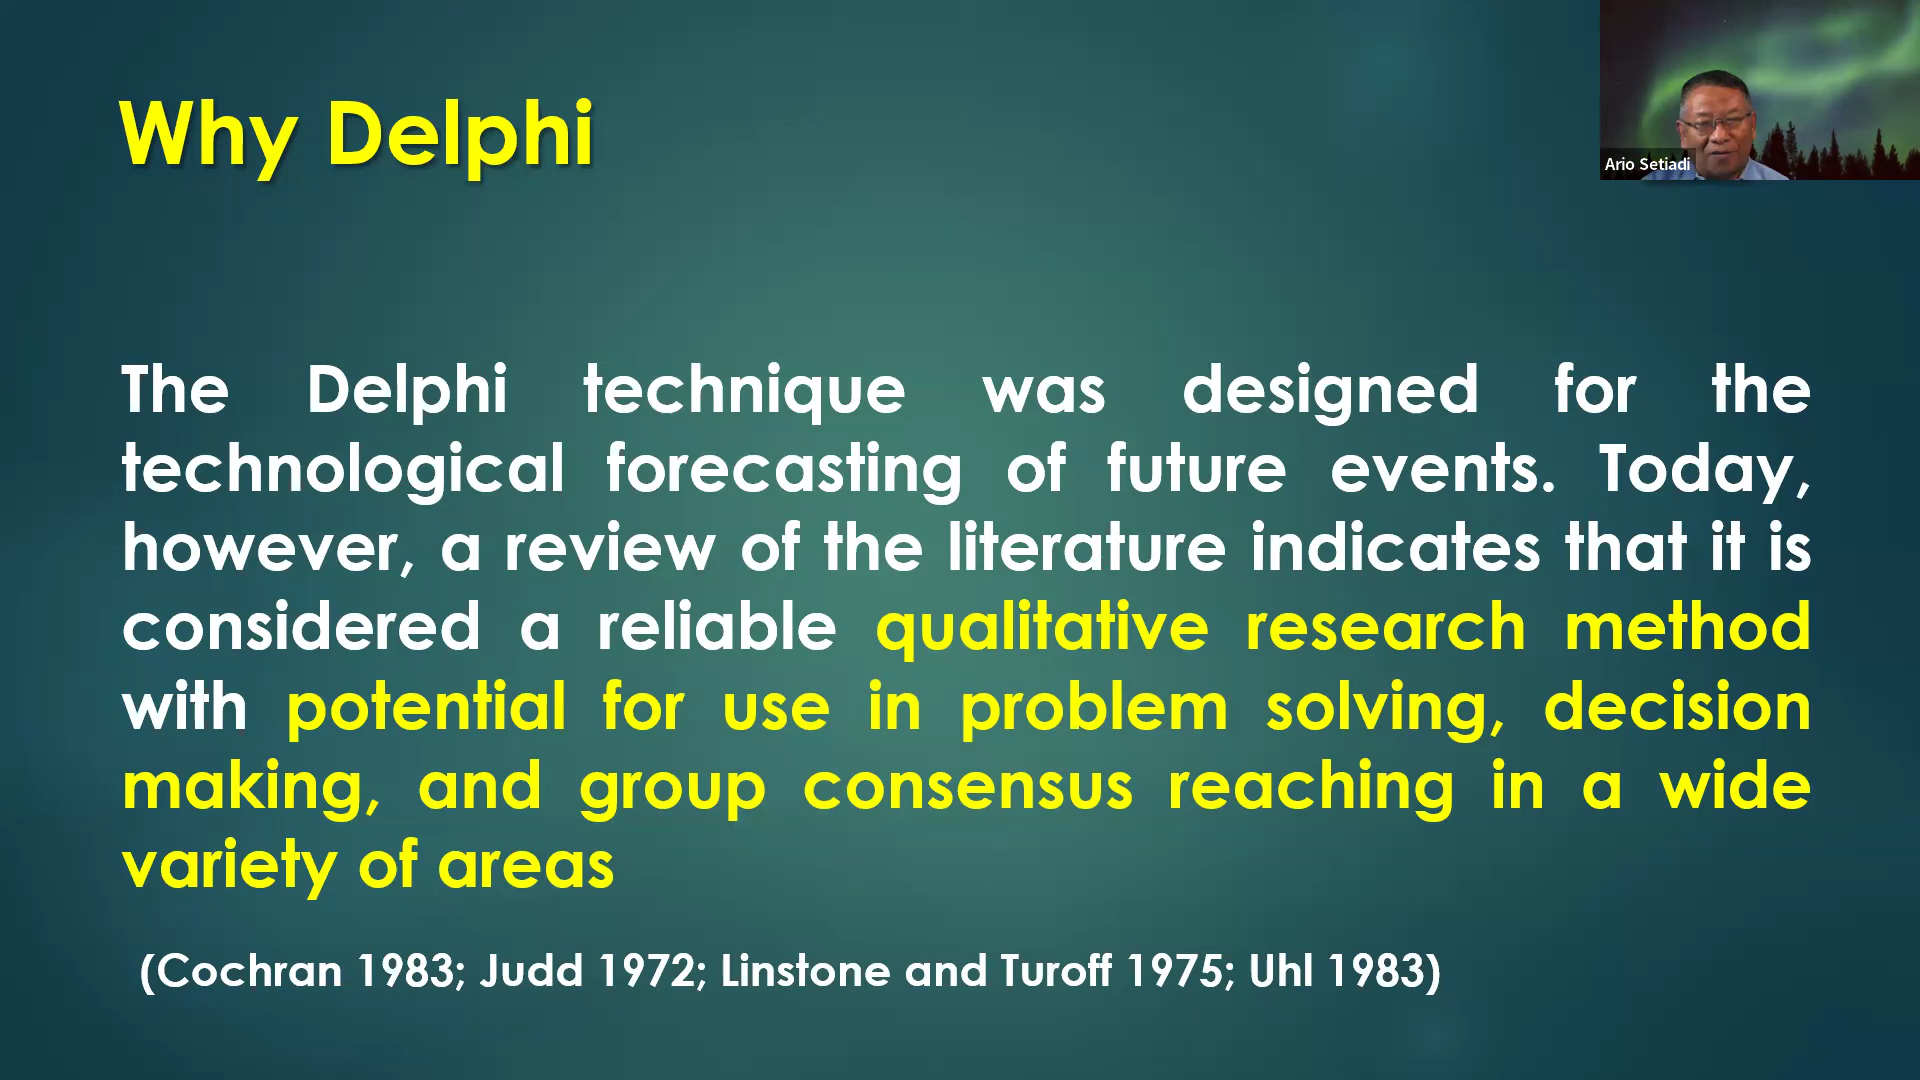 Why Delphi
Ario Setiadi
The Delphi technique was designed for the
technological forecasting of future events. Today,
however, a review of the literature indicates that it is
considered a reliable qualitative research method
with potential for use in problem solving, decision
making, and group consensus reaching in a wide
variety of areas
(Cochran 1983; Judd 1972; Linstone and Turoff 1975; Uhl 1983)